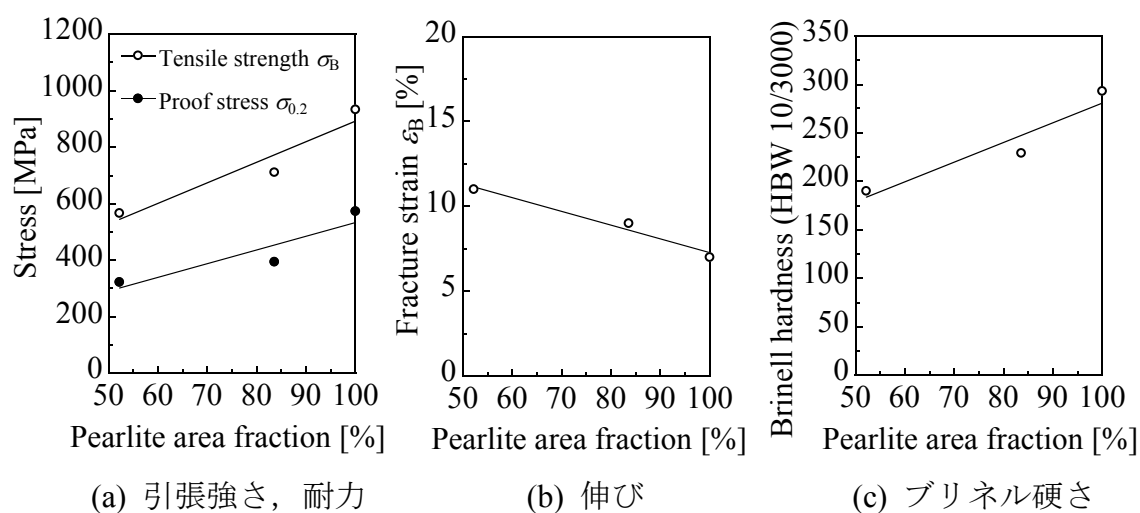 1200
1000
800
600
400
200
0
Stress [MPa]
Tensile strength σB
Proof stress σ0.2
50 60 70 80 90 100
Pearlite area fraction [%]
(a) 引張強さ，耐力
20
15
10
5
0
Fracture strain εB [%]
50 60 70 80 90 100
Pearlite area fraction [%]
(b) 伸び
350
300
250
200
150
100
50
0
Brinell hardness (HBW 10/3000)
50 60 70 80 90 100
Pearlite area fraction [%]
(c) ブリネル硬さ